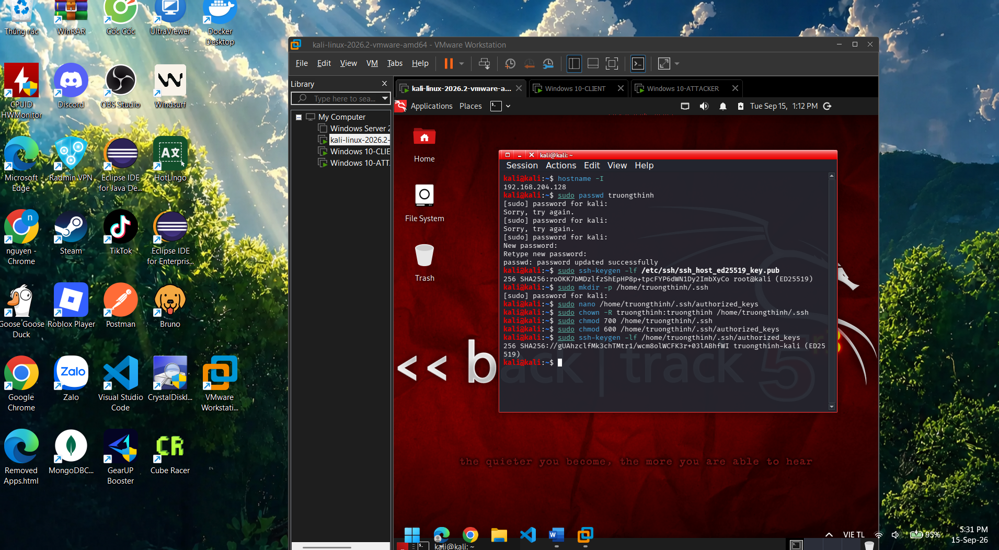 Thùng rác
WinRAR
Cốc Cốc
UltraViewer
Docker
Desktop
CPUID
HWMonitor
Discord
OBS Studio
Windsurf
Microsoft
Edge
Radmin VPN
Eclipse IDE
for Java De...
HotLingo
nguyen -
Chrome
Steam
TikTok
Eclipse IDE
for Enterpris...
Goose Goose
Duck
Roblox Player
Postman
Bruno
Google
Chrome
Zalo
Zalo
Visual Studio
Code
CrystalDiskI...
VMware
Workstati...
Removed
Apps.html
MongoDBC...
GearUP
Booster
CR
Cube Racer
kali-linux-2026.2-vmware-amd64 - VMware Workstation
File Edit View VM Tabs Help
Library
Type here to sea...
My Computer
Windows Server 2
kali-linux-2026.2-
Windows 10-CLIE
Windows 10-ATT.
kali-linux-2026.2-vmware-a...
Windows 10-CLIENT
Windows 10-ATTACKER
Applications Places
Tue Sep 15, 1:12 PM
Home
File System
Trash
kali@kali: ~
Session Actions Edit View Help
kali@kali:~$ hostname -I
192.168.204.128
kali@kali:~$ sudo passwd truongthinh
[sudo] password for kali:
Sorry, try again.
[sudo] password for kali:
Sorry, try again.
[sudo] password for kali:
New password:
Retype new password:
passwd: password updated successfully
kali@kali:~$ sudo ssh-keygen -lf /etc/ssh/ssh_host_ed25519_key.pub
256 SHA256:roOKK7bMDzlfzShEpHP8p+tpcFYP6dWN1Dy2ImbXyCo root@kali (ED25519)
kali@kali:~$ sudo mkdir -p /home/truongthinh/.ssh
[sudo] password for kali:
kali@kali:~$ sudo nano /home/truongthinh/.ssh/authorized_keys
kali@kali:~$ sudo chown -R truongthinh:truongthinh /home/truongthinh/.ssh
kali@kali:~$ sudo chmod 700 /home/truongthinh/.ssh
kali@kali:~$ sudo chmod 600 /home/truongthinh/.ssh/authorized_keys
kali@kali:~$ sudo ssh-keygen -lf /home/truongthinh/.ssh/authorized_keys
256 SHA256://gUAhzclfMk3chTMtr1/wcm8olWCFK3r+03lABhfWI truongthinh-kali (ED25
519)
kali@kali:~$
<< back | track 5
the quieter you become, the more you are able to hear
kali@kali: ~
VIE TL
95%
5:31 PM
15-Sep-26